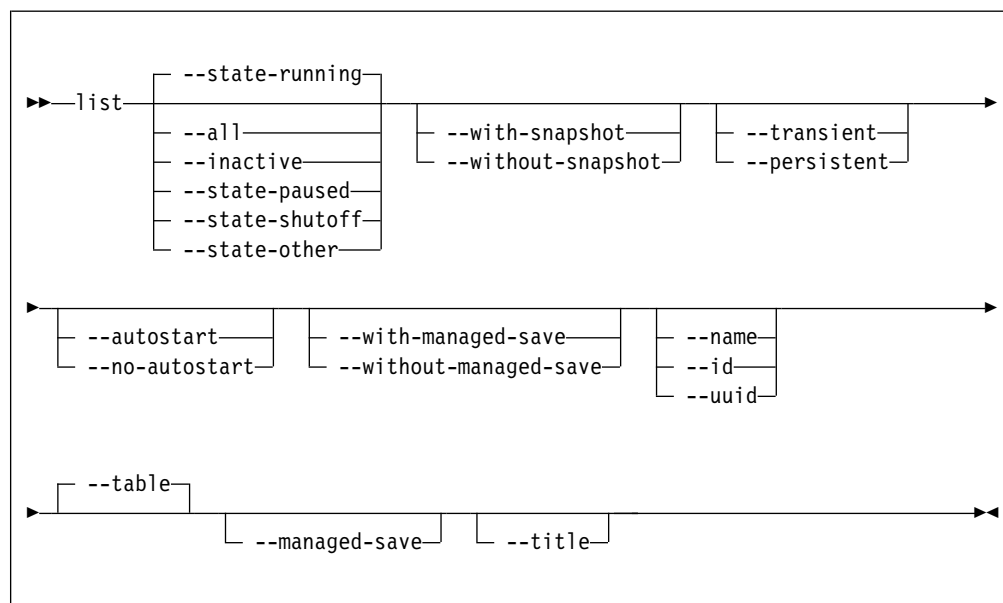 --state-running
list
--all
--inactive
--state-paused
--state-shutoff
--state-other
--with-snapshot
--without-snapshot
--transient
--persistent
--autostart
--no-autostart
--with-managed-save
--without-managed-save
--name
--id
--uuid
--table
--managed-save
--title